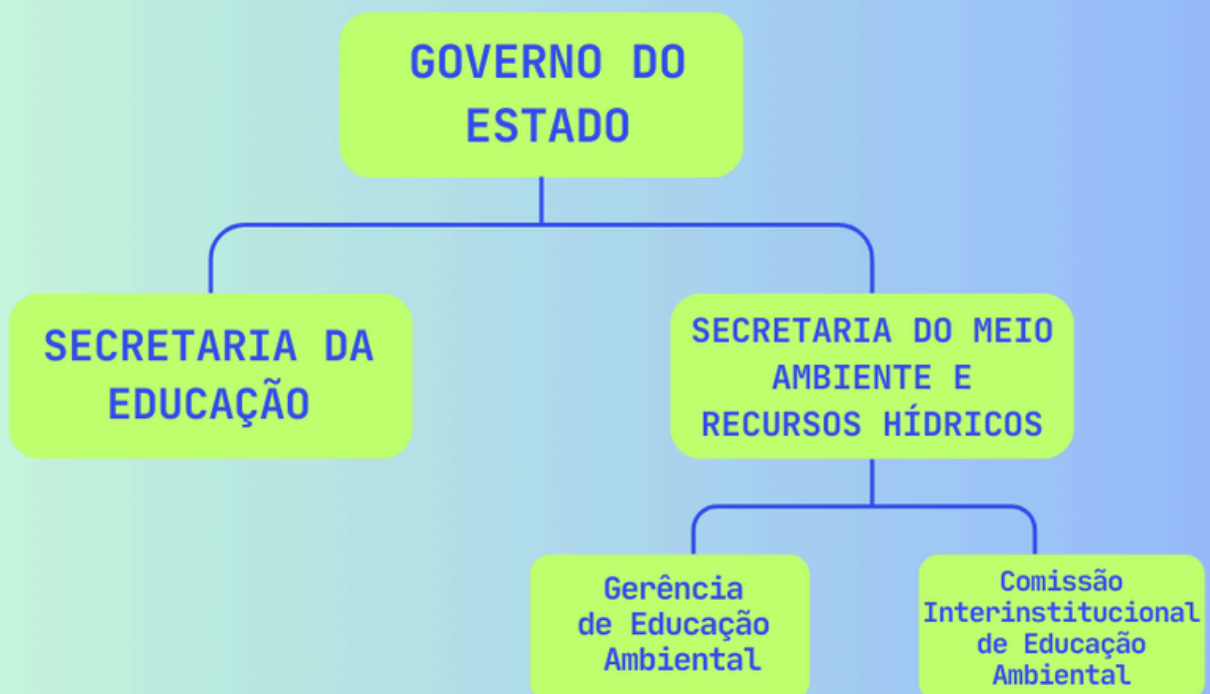 GOVERNO DO
ESTADO
SECRETARIA DA
EDUCAÇÃO
SECRETARIA DO MEIO
AMBIENTE E
RECURSOS HÍDRICOS
Gerência
de Educação
Ambiental
Comissão
Interinstitucional
de Educação
Ambiental